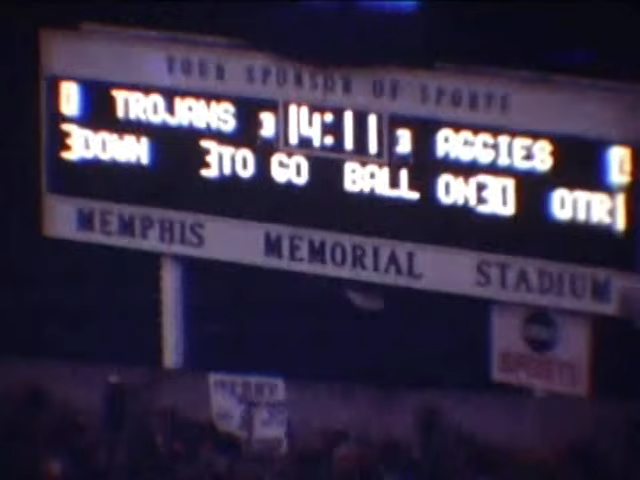 YOUR SPONSOR OF SPORTS
0 TROJANS 3 14:11 3 AGGIES 0
3DOWN 3TO GO BALL ON30 QTR1
MEMPHIS MEMORIAL STADIUM
SPORTS
MERRY